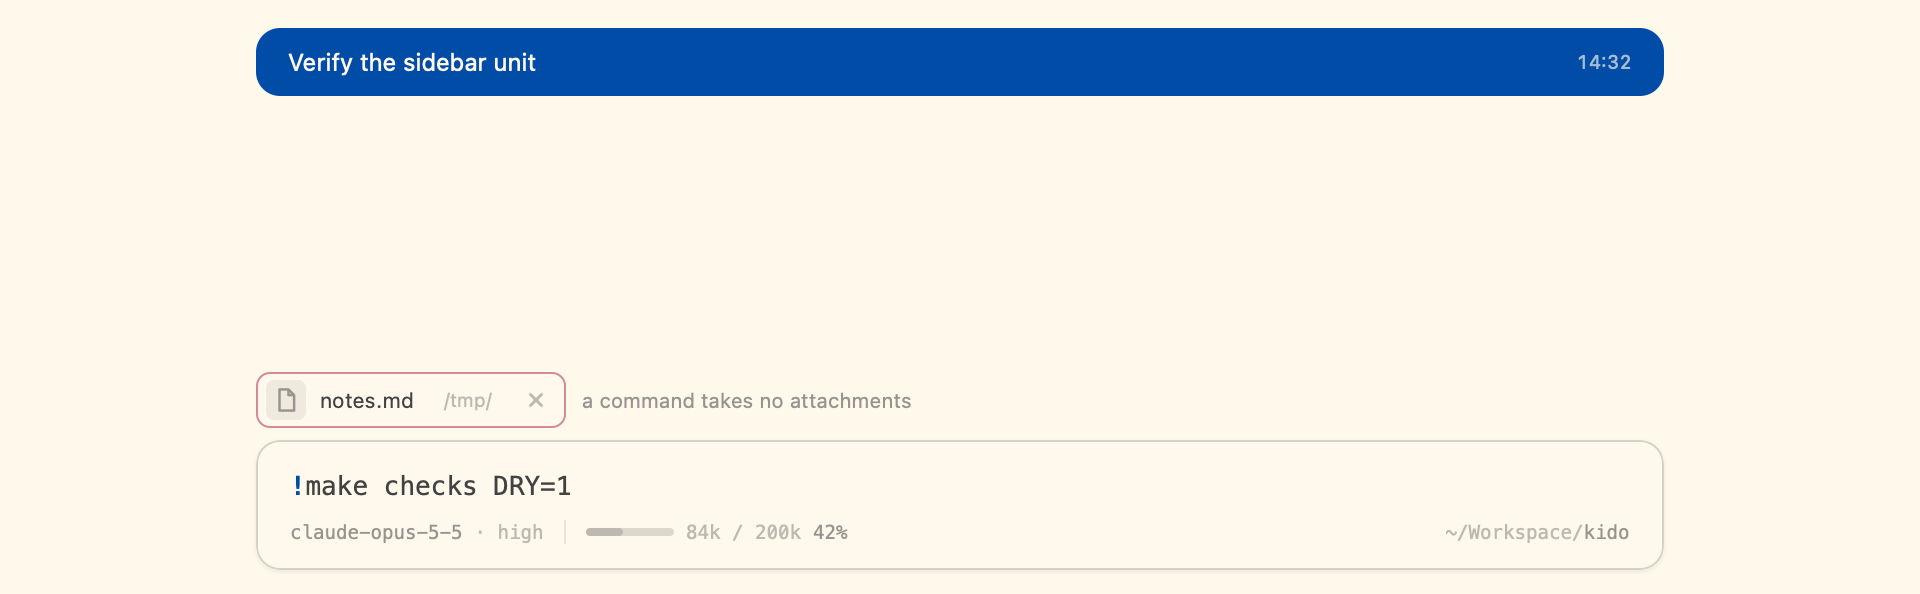 Verify the sidebar unit 14:32
notes.md /tmp/ a command takes no attachments
!make checks DRY=1
claude-opus-5-5 · high 84k / 200k 42% ~/Workspace/kido